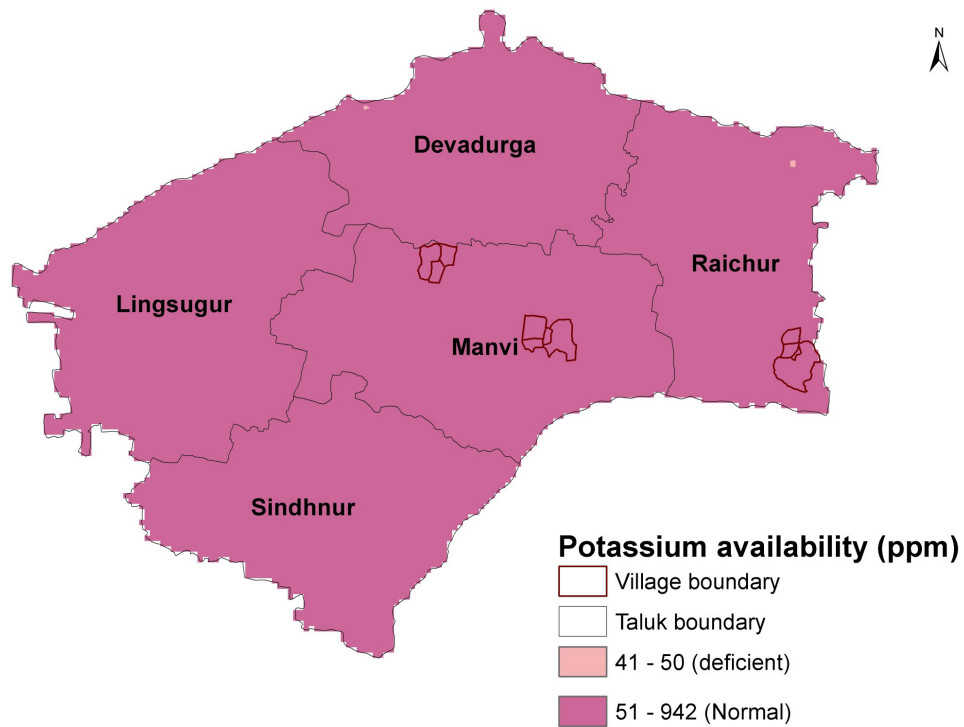 N
Devadurga
Raichur
Lingsugur
Manvi
Sindhnur
Potassium availability (ppm)
Village boundary
Taluk boundary
41 - 50 (deficient)
51 - 942 (Normal)